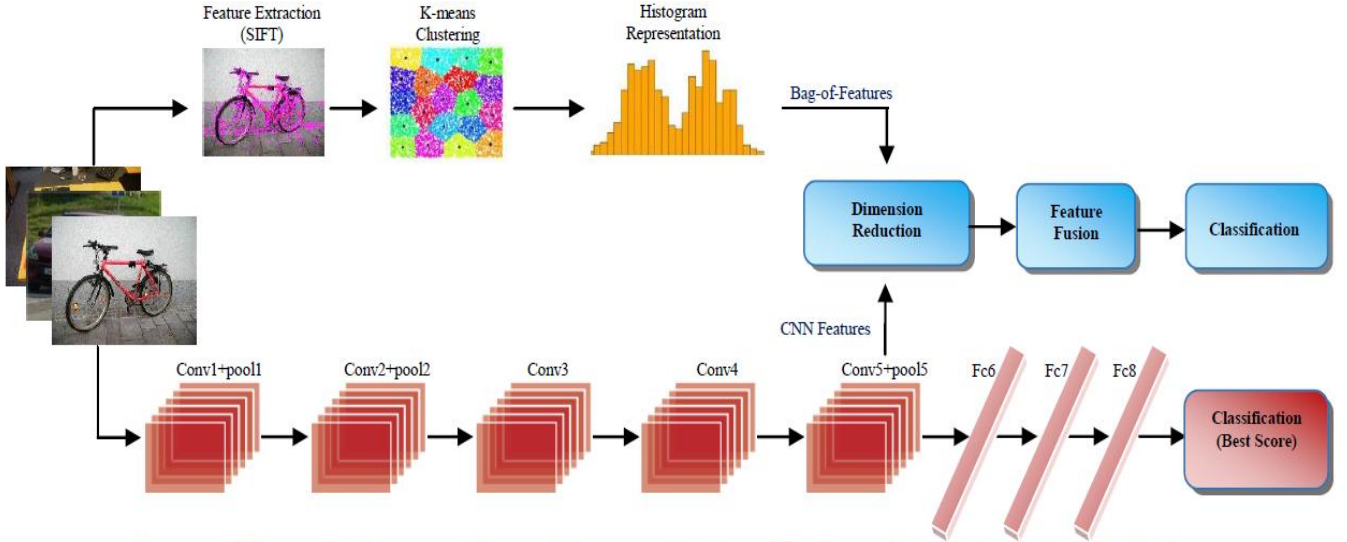 Feature Extraction
(SIFT)
K-means
Clustering
Histogram
Representation
Bag-of-Features
Dimension
Reduction
Feature
Fusion
Classification
CNN Features
Conv1+pool1
Conv2+pool2
Conv3
Conv4
Conv5+pool5
Fc6
Fc7
Fc8
Classification
(Best Score)